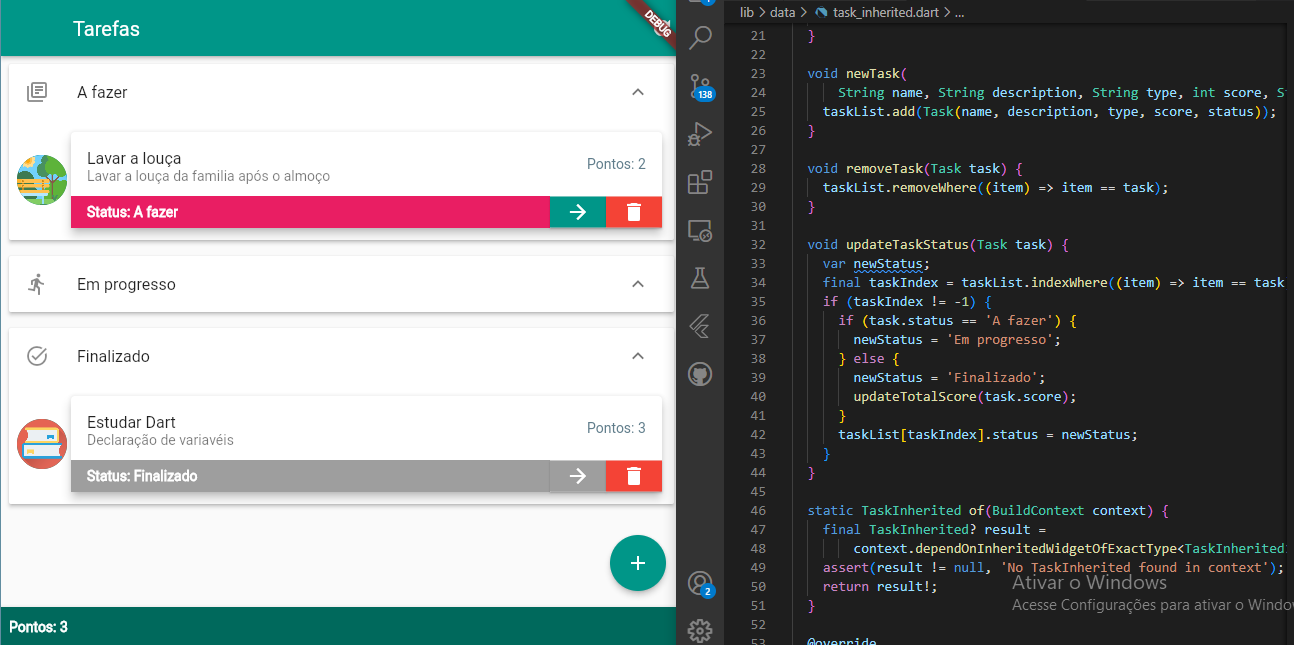 Tarefas
DEBUG
A fazer
Lavar a louça
Lavar a louça da familia após o almoço
Pontos: 2
Status: A fazer
Em progresso
Finalizado
Estudar Dart
Declaração de variavéis
Pontos: 3
Status: Finalizado
Pontos: 3
138
2
lib > data > task_inherited.dart > ...
21 }
22
23 void newTask(
24 String name, String description, String type, int score, S
25 taskList.add(Task(name, description, type, score, status));
26 }
27
28 void removeTask(Task task) {
29 taskList.removeWhere((item) => item == task);
30 }
31
32 void updateTaskStatus(Task task) {
33 var newStatus;
34 final taskIndex = taskList.indexWhere((item) => item == task
35 if (taskIndex != -1) {
36 if (task.status == 'A fazer') {
37 newStatus = 'Em progresso';
38 } else {
39 newStatus = 'Finalizado';
40 updateTotalScore(task.score);
41 }
42 taskList[taskIndex].status = newStatus;
43 }
44 }
45
46 static TaskInherited of(BuildContext context) {
47 final TaskInherited? result =
48 context.dependOnInheritedWidgetOfExactType<TaskInherited
49 assert(result != null, 'No TaskInherited found in context');
50 return result!;
51 }
52
53 @override
Ativar o Windows
Acesse Configurações para ativar o Windo